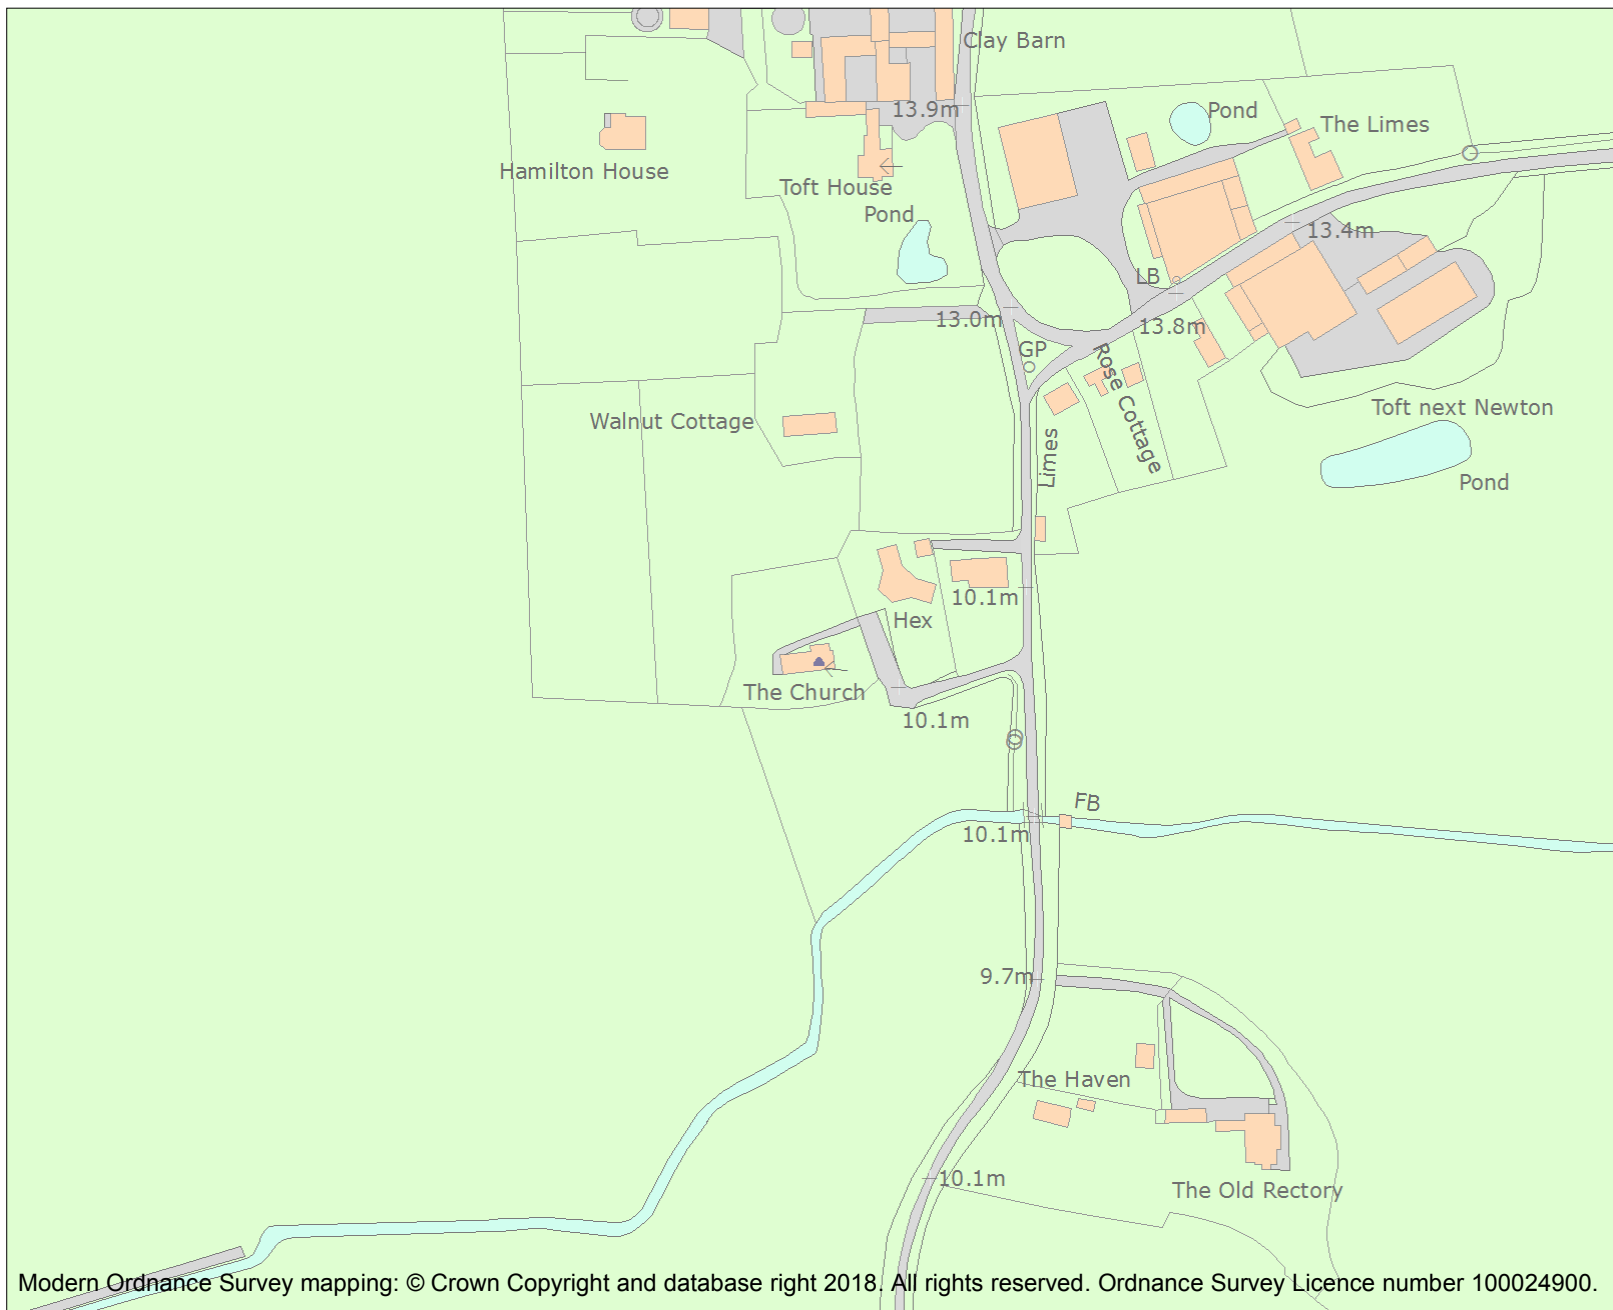 Clay Barn
13.9m
Pond
The Limes
Hamilton House
Toft House
Pond
13.4m
LB
13.0m
13.8m
GP
Rose Cottage
Toft next Newton
Walnut Cottage
Limes
Pond
10.1m
Hex
The Church
10.1m
FB
10.1m
9.7m
The Haven
10.1m
The Old Rectory
Modern Ordnance Survey mapping: © Crown Copyright and database right 2018. All rights reserved. Ordnance Survey Licence number 100024900.